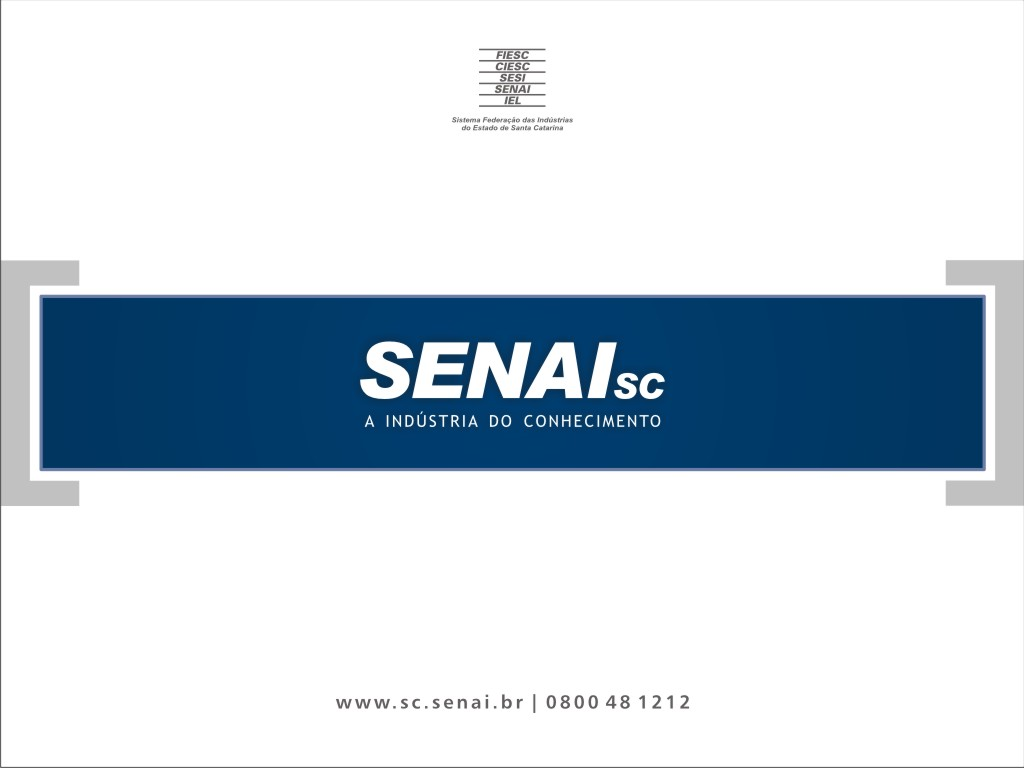 FIESC
CIESC
SESI
SENAI
IEL
Sistema Federação das Indústrias
do Estado de Santa Catarina
SENAIsc
A INDÚSTRIA DO CONHECIMENTO
www.sc.senai.br | 0800 48 1212